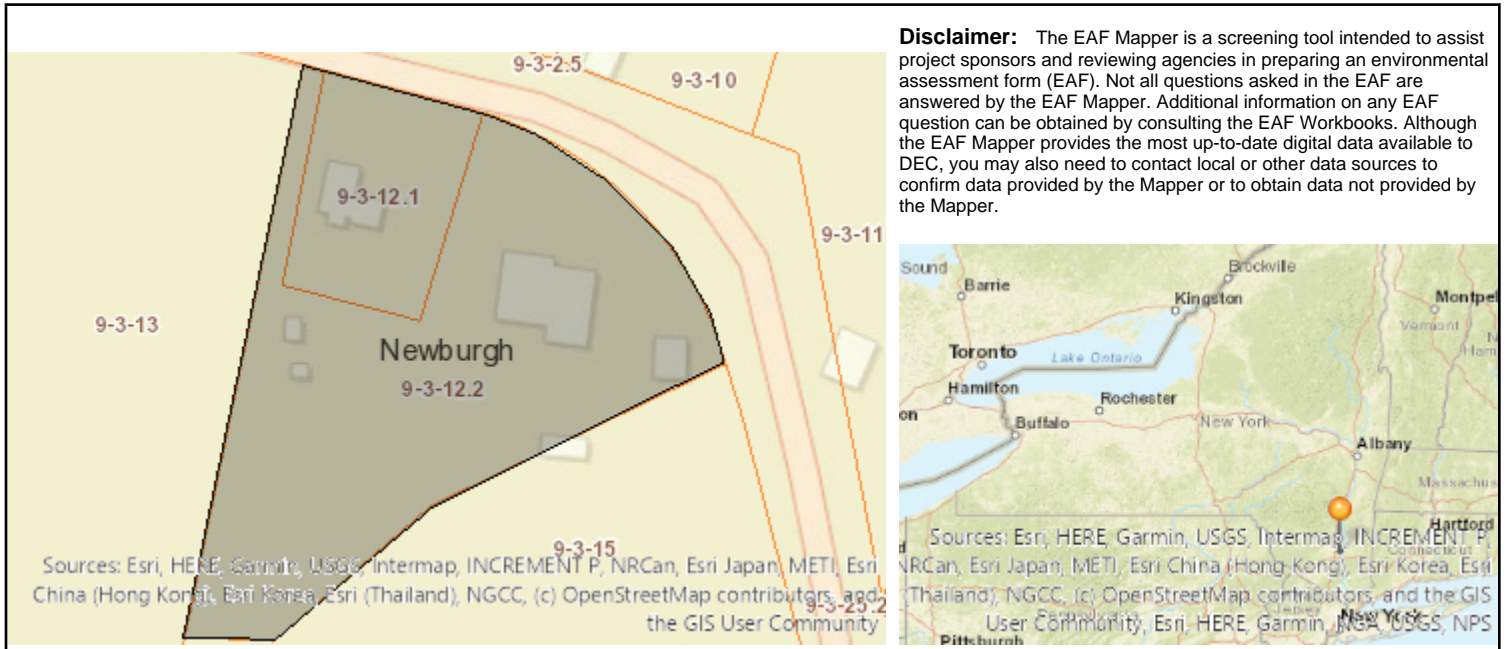 Disclaimer: The EAF Mapper is a screening tool intended to assist
project sponsors and reviewing agencies in preparing an environmental
assessment form (EAF). Not all questions asked in the EAF are
answered by the EAF Mapper. Additional information on any EAF
question can be obtained by consulting the EAF Workbooks. Although
the EAF Mapper provides the most up-to-date digital data available to
DEC, you may also need to contact local or other data sources to
confirm data provided by the Mapper or to obtain data not provided by
the Mapper.
9-3-2.5
9-3-10
9-3-12.1
9-3-11
9-3-13
Newburgh
9-3-12.2
9-3-15
Sources: Esri, HERE, Garmin, USGS, Intermap, INCREMENT P, NRCan, Esri Japan, METI, Esri
China (Hong Kong), Esri Korea, Esri (Thailand), NGCC, (c) OpenStreetMap contributors, and
9-3-25.2
the GIS User Community
Sound
Barrie
Brockville
Kingston
Montpel
Vermont
Toronto
Lake Ontario
Hamilton
Rochester
Buffalo
New York
Albany
Massachus
Hartford
Connecticut
Sources: Esri, HERE, Garmin, USGS, Intermap, INCREMENT P,
NRCan, Esri Japan, METI, Esri China (Hong Kong), Esri Korea, Esri
(Thailand), NGCC, (c) OpenStreetMap contributors, and the GIS
User Community, Esri, HERE, Garmin, NGA, USGS, NPS
New York
Pittsburgh